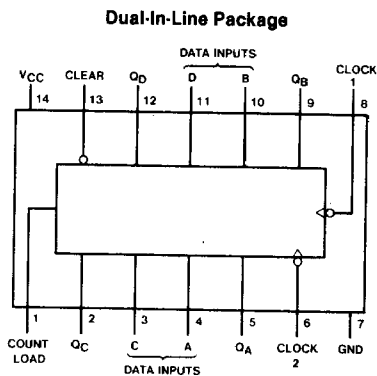 Dual-In-Line Package
DATA INPUTS
VCC CLEAR QD D B QB CLOCK 1
14 13 12 11 10 9 8
1 2 3 4 5 6 7
COUNT LOAD QC C A QA CLOCK 2 GND
DATA INPUTS